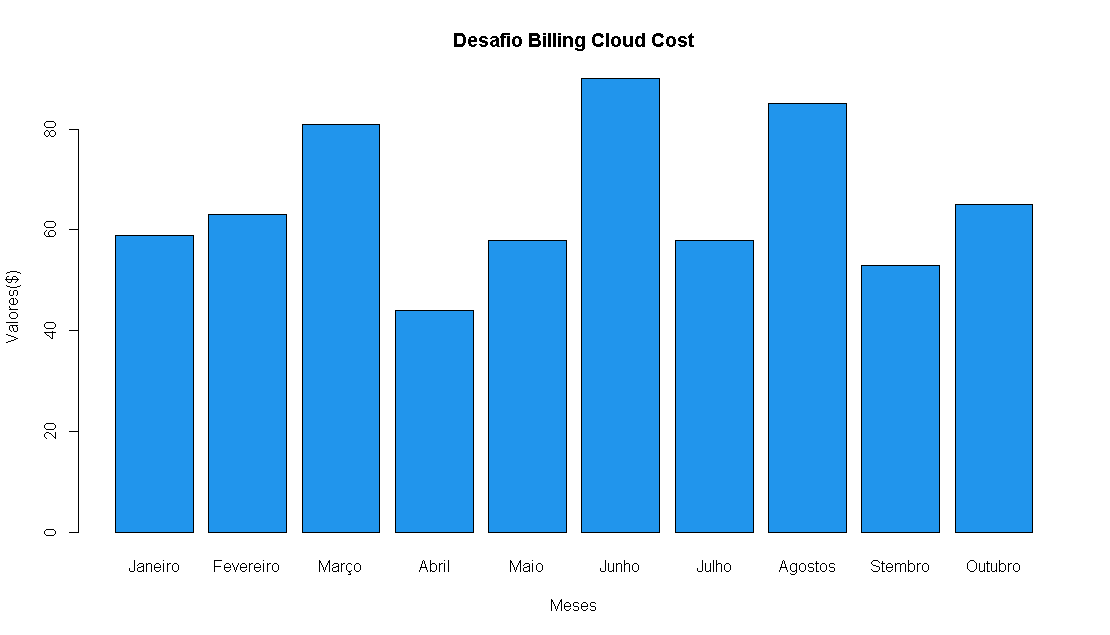 Desafio Billing Cloud Cost
Valores($)
80
60
40
20
0
Janeiro Fevereiro Março Abril Maio Junho Julho Agostos Stembro Outubro
Meses